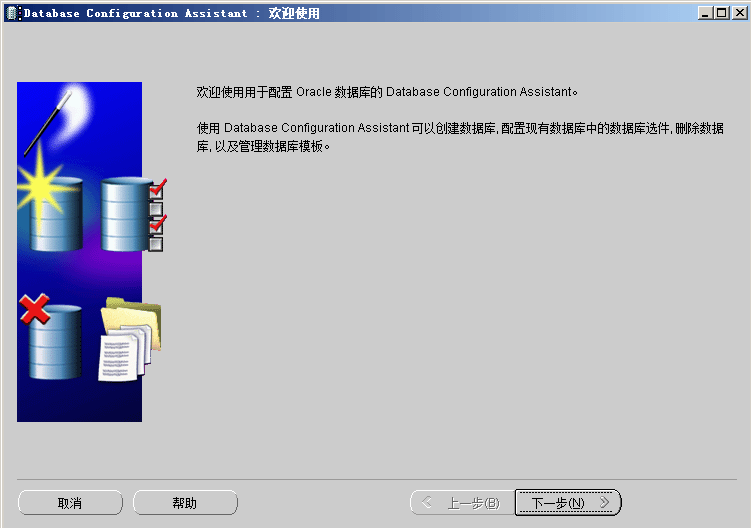 Database Configuration Assistant : 欢迎使用
欢迎使用用于配置 Oracle 数据库的 Database Configuration Assistant。
使用 Database Configuration Assistant 可以创建数据库, 配置现有数据库中的数据库选件, 删除数据
库, 以及管理数据库模板。
取消
帮助
上一步(B)
下一步(N)